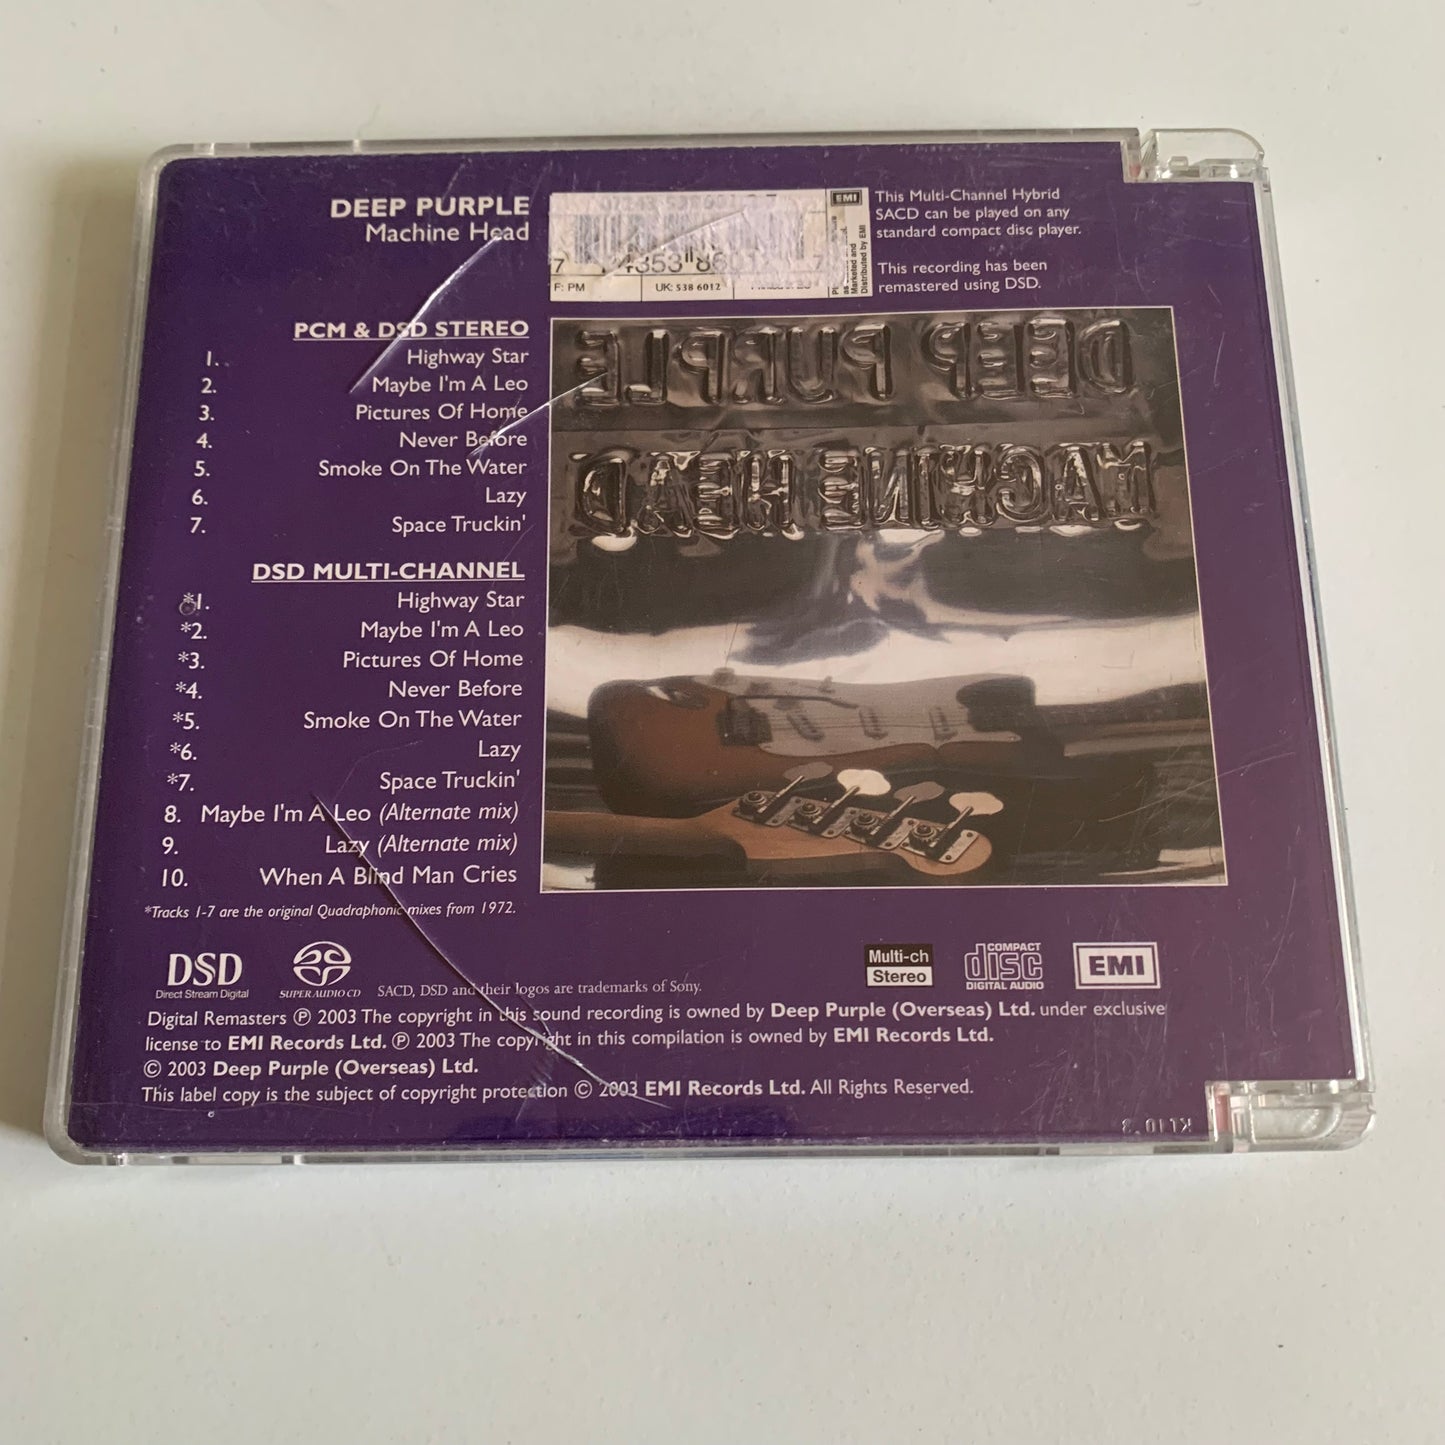 DEEP PURPLE
Machine Head
EMI
Marketed and
Distributed by EMI
F: PM
UK: 538 6012
This Multi-Channel Hybrid
SACD can be played on any
standard compact disc player.
This recording has been
remastered using DSD.
PCM & DSD STEREO
1. Highway Star
2. Maybe I'm A Leo
3. Pictures Of Home
4. Never Before
5. Smoke On The Water
6. Lazy
7. Space Truckin'
DSD MULTI-CHANNEL
*1. Highway Star
*2. Maybe I'm A Leo
*3. Pictures Of Home
*4. Never Before
*5. Smoke On The Water
*6. Lazy
*7. Space Truckin'
8. Maybe I'm A Leo (Alternate mix)
9. Lazy (Alternate mix)
10. When A Blind Man Cries
*Tracks 1-7 are the original Quadraphonic mixes from 1972.
DEEP PURPLE
MACHINE HEAD
DSD
Direct Stream Digital
SUPER AUDIO CD
SACD, DSD and their logos are trademarks of Sony.
Multi-ch
Stereo
COMPACT
disc
DIGITAL AUDIO
EMI
Digital Remasters ℗ 2003 The copyright in this sound recording is owned by Deep Purple (Overseas) Ltd. under exclusive
license to EMI Records Ltd. ℗ 2003 The copyright in this compilation is owned by EMI Records Ltd.
© 2003 Deep Purple (Overseas) Ltd.
This label copy is the subject of copyright protection © 2003 EMI Records Ltd. All Rights Reserved.